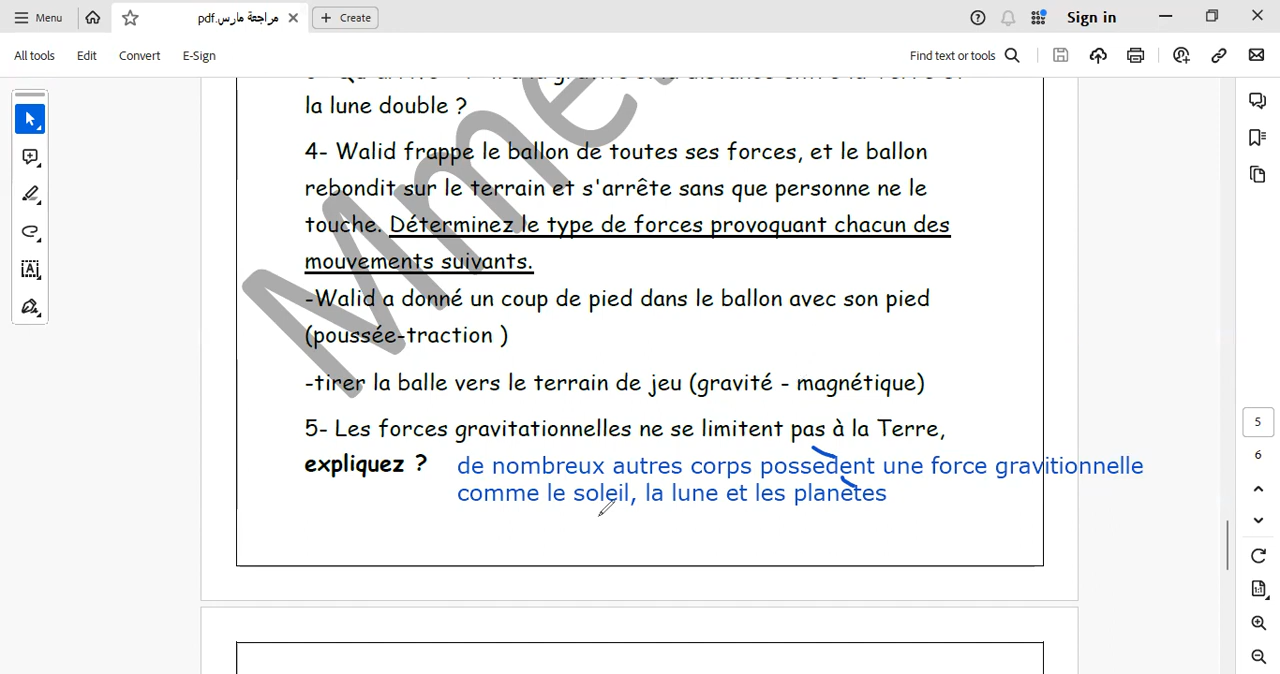 Menu
مراجعة مارس.pdf
Create
Sign in
All tools
Edit
Convert
E-Sign
Find text or tools
la lune double ?
4- Walid frappe le ballon de toutes ses forces, et le ballon
rebondit sur le terrain et s'arrête sans que personne ne le
touche. Déterminez le type de forces provoquant chacun des
mouvements suivants.
-Walid a donné un coup de pied dans le ballon avec son pied
(poussée-traction )
-tirer la balle vers le terrain de jeu (gravité - magnétique)
5- Les forces gravitationnelles ne se limitent pas à la Terre,
expliquez ?
de nombreux autres corps possèdent une force gravitionnelle
comme le soleil, la lune et les planètes
5
6
Mme